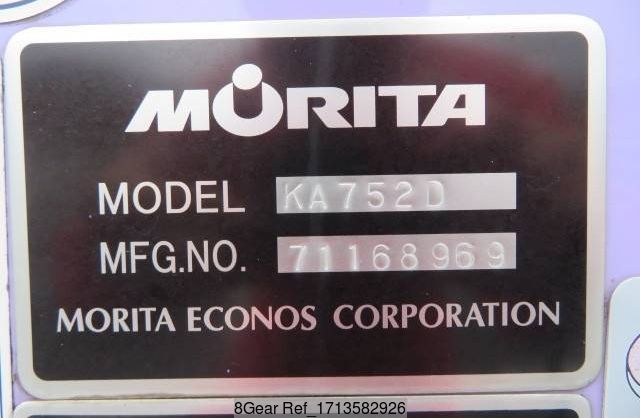 MORITA
MODEL KA752D
MFG.NO. 71168969
MORITA ECONOS CORPORATION
8Gear Ref_1713582926